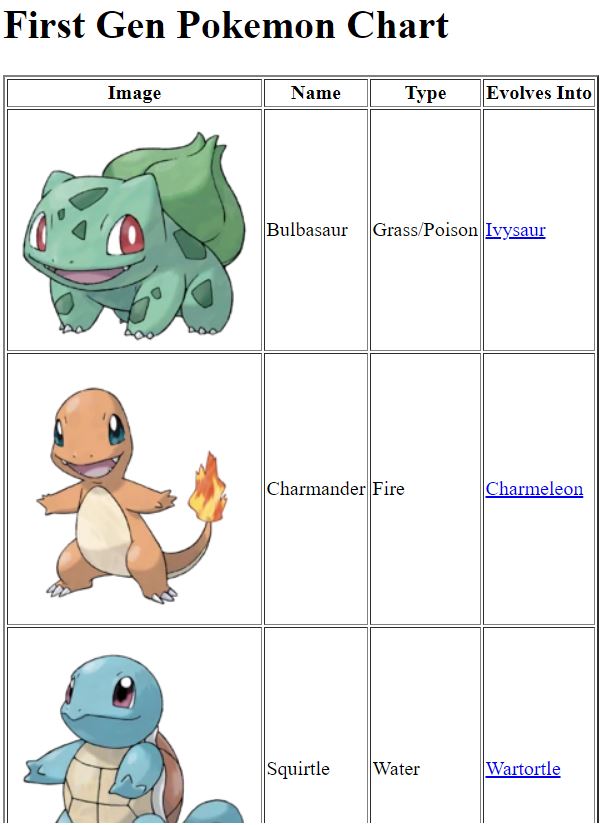 First Gen Pokemon Chart
Image Name Type Evolves Into
Bulbasaur Grass/Poison Ivysaur
Charmander Fire Charmeleon
Squirtle Water Wartortle